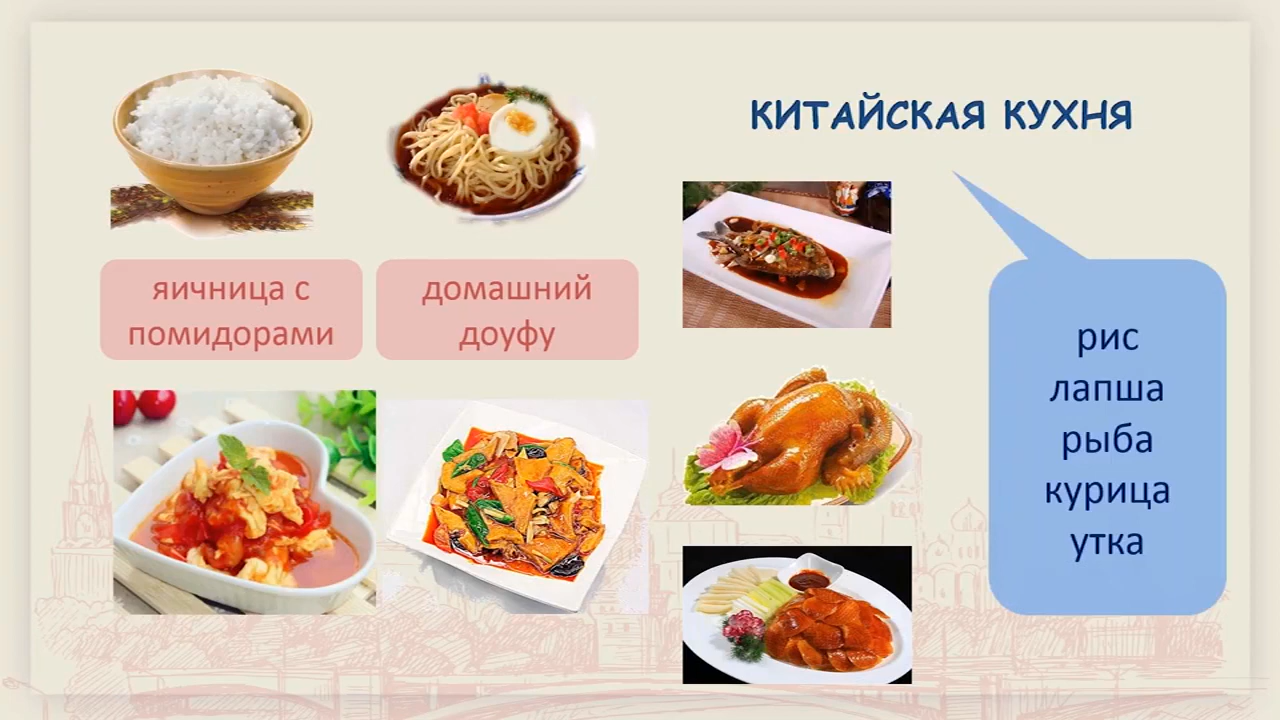 КИТАЙСКАЯ КУХНЯ
яичница с
помидорами
домашний
доуфу
рис
лапша
рыба
курица
утка